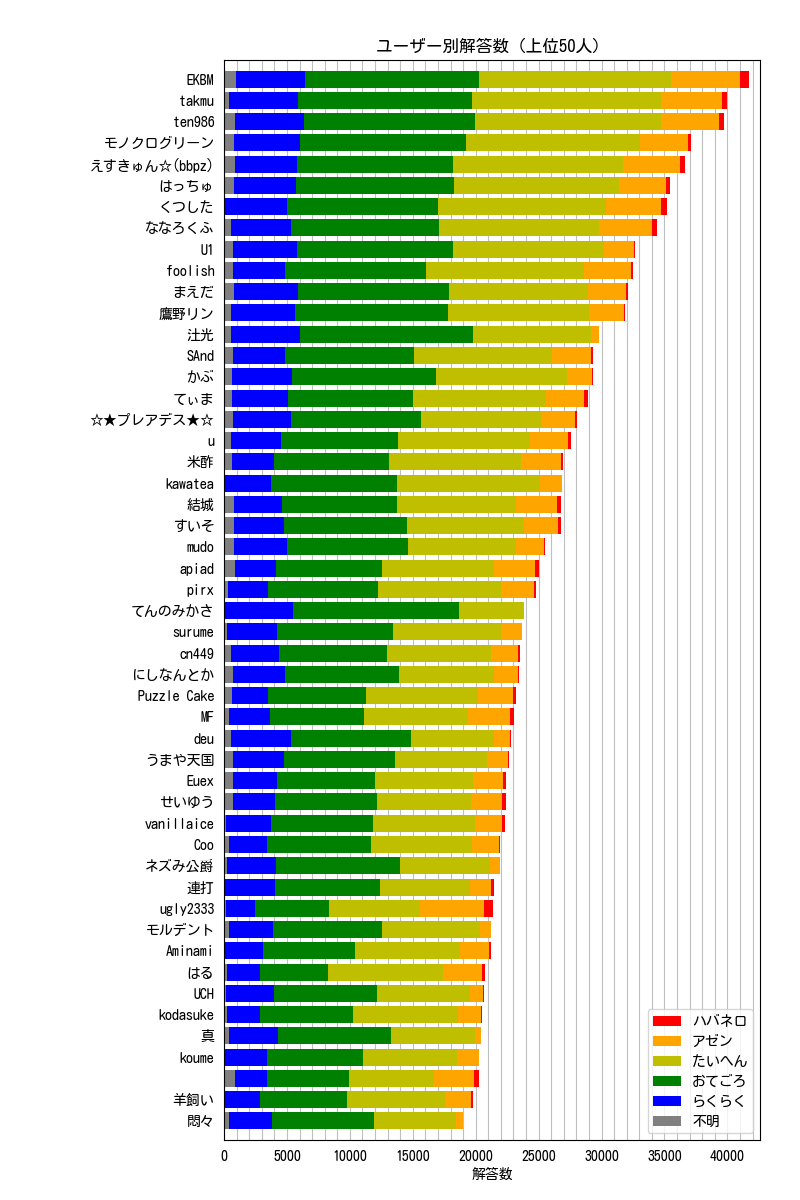 ユーザー別解答数 (上位50人)
EKBM
takmu
ten986
モノクログリーン
えすきゅん☆(bbpz)
はっちゅ
くつした
ななろくふ
U1
foolish
まえだ
鷹野リン
汢光
SAnd
かぶ
てぃま
☆★プレアデス★☆
u
米酢
kawatea
結城
すいそ
mudo
apiad
pirx
てんのみかさ
surume
cn449
にしなんとか
Puzzle Cake
MF
deu
うまや天国
Euex
せいゆう
vanillaice
Coo
ネズみ公爵
連打
ugly2333
モルデント
Aminami
はる
UCH
kodasuke
真
koume
羊飼い
悶々
ハバネロ
アゼン
たいへん
おてごろ
らくらく
不明
0 5000 10000 15000 20000 25000 30000 35000 40000
解答数